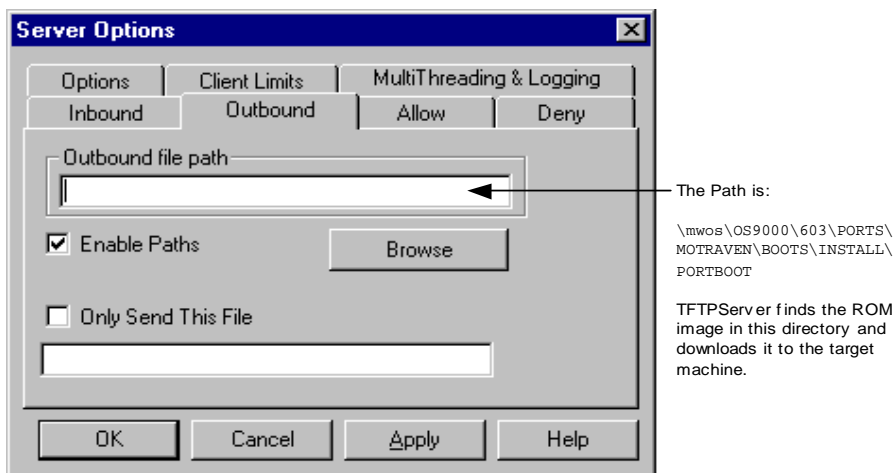 Server Options
Options Client Limits MultiThreading & Logging
Inbound Outbound Allow Deny
Outbound file path
Enable Paths
Browse
Only Send This File
OK Cancel Apply Help
The Path is:
\mwos\OS9000\603\PORTS\
MOTRAVEN\BOOTS\INSTALL\
PORTBOOT
TFTPServer finds the ROM
image in this directory and
downloads it to the target
machine.